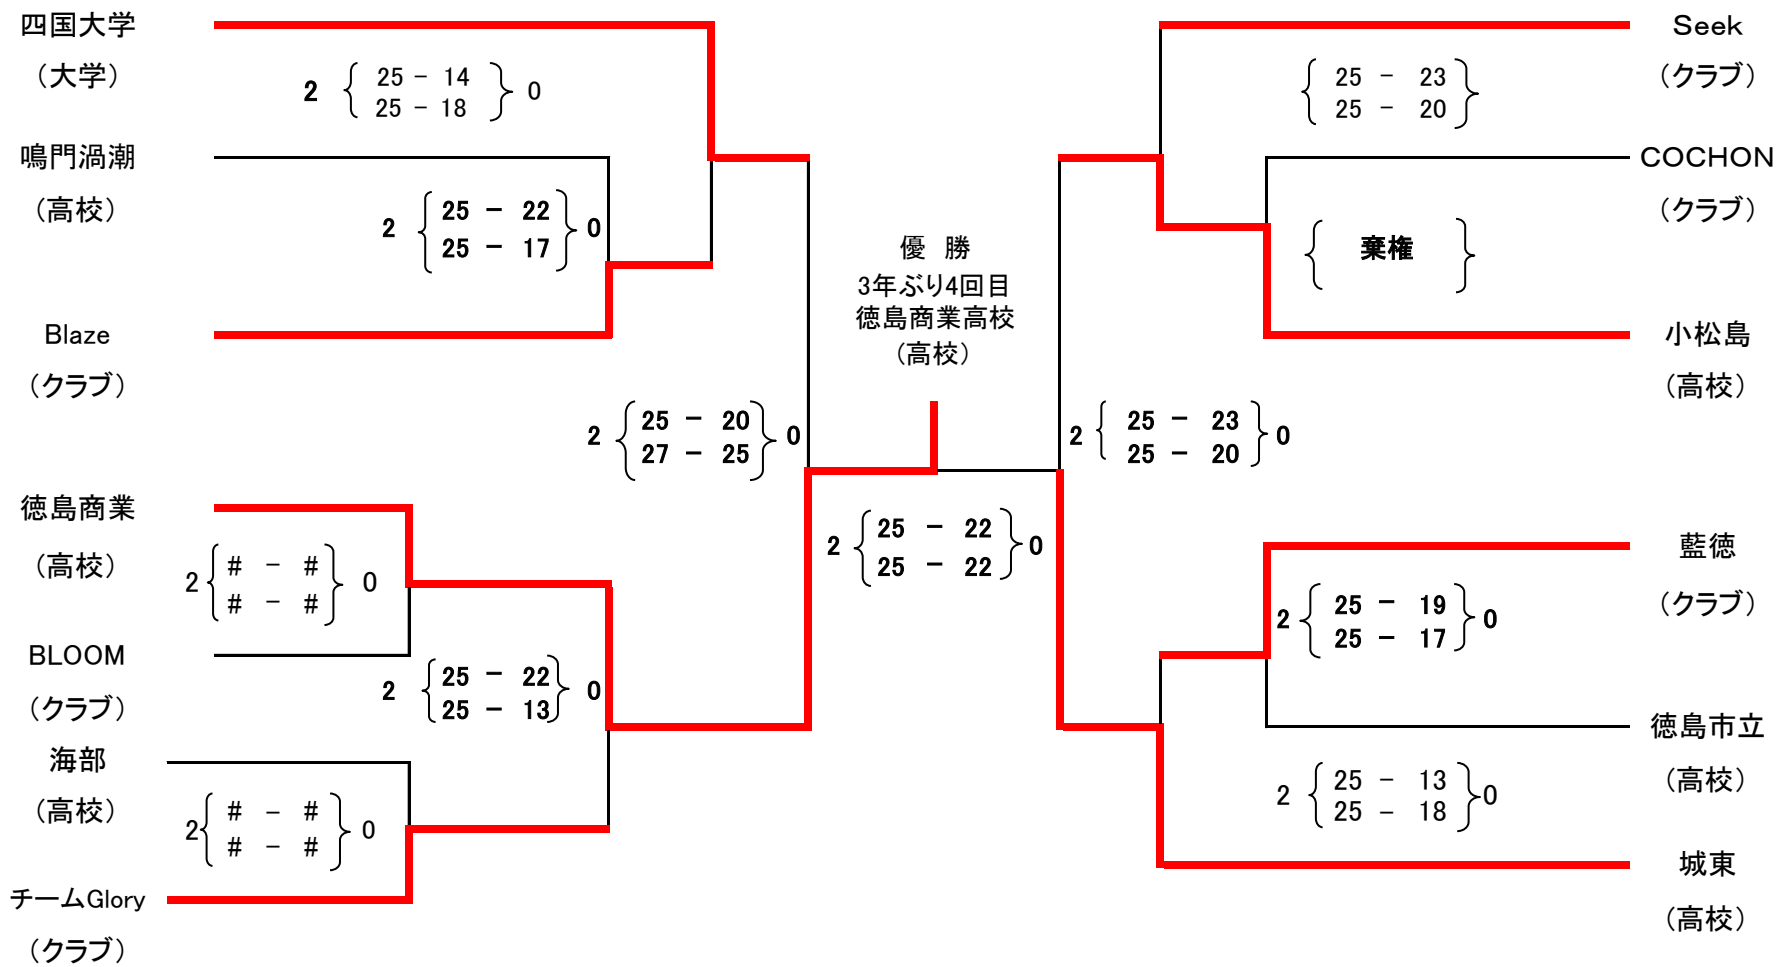 四国大学
（大学）
2 25 － 14 0
25 － 18
鳴門渦潮
（高校）
2 25 － 22 0
25 － 17
Blaze
（クラブ）
2 25 － 20 0
27 － 25
徳島商業
（高校）
2 # － # 0
# － #
BLOOM
（クラブ）
2 25 － 22 0
25 － 13
海部
（高校）
2 # － # 0
# － #
チームGlory
（クラブ）
優　勝
3年ぶり4回目
徳島商業高校
（高校）
2 25 － 22 0
25 － 22
Seek
（クラブ）
25 － 23
25 － 20
COCHON
（クラブ）
棄権
小松島
（高校）
2 25 － 23 0
25 － 20
藍徳
（クラブ）
2 25 － 19 0
25 － 17
徳島市立
（高校）
2 25 － 13 0
25 － 18
城東
（高校）